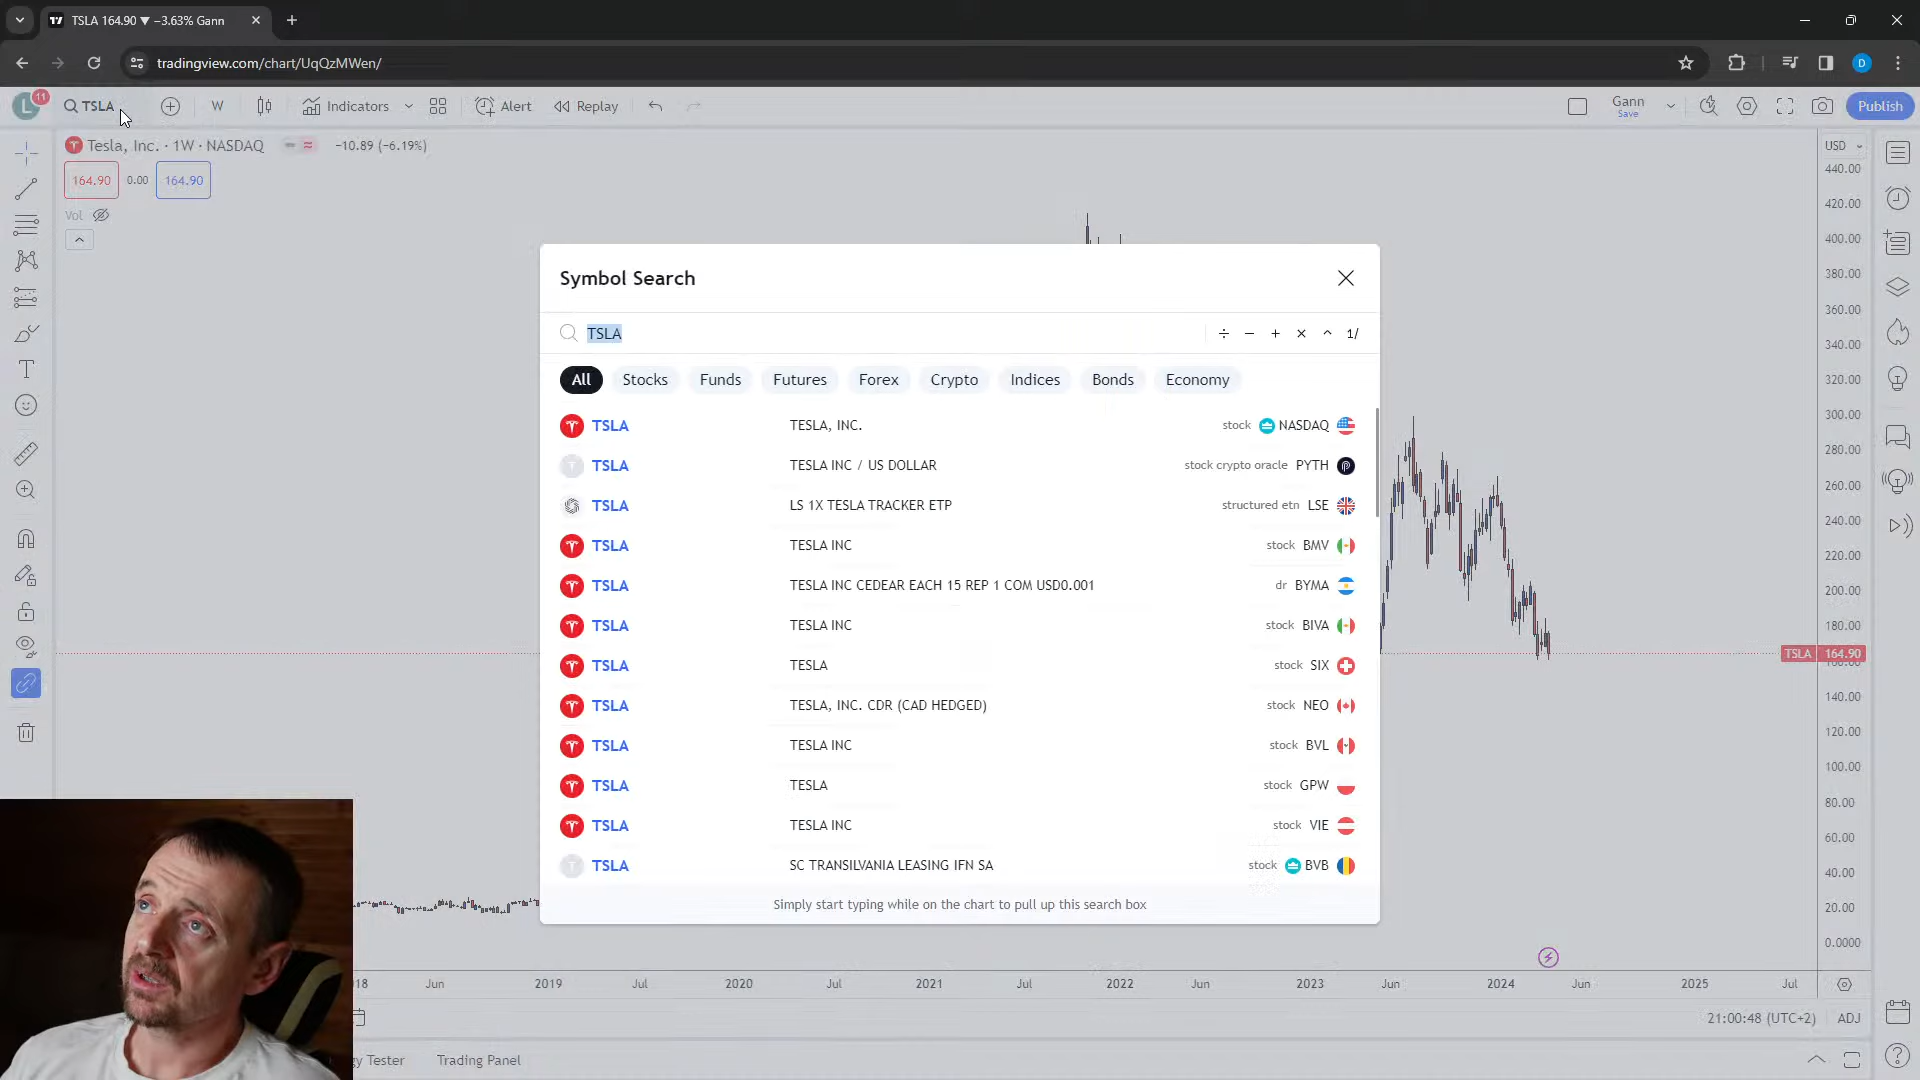 TSLA 164.90 ▼ −3.63% Gann
tradingview.com/chart/UqQzMWen/
D
L
11
TSLA
W
Indicators
Alert
Replay
Gann
Save
Publish
Tesla, Inc. · 1W · NASDAQ
−10.89 (−6.19%)
164.90
0.00
164.90
Vol
USD
440.00
420.00
400.00
380.00
360.00
340.00
320.00
300.00
280.00
260.00
240.00
220.00
200.00
180.00
TSLA 164.90
160.00
140.00
120.00
100.00
80.00
60.00
40.00
20.00
0.0000
Symbol Search
TSLA
÷ − + × ^ 1/
All Stocks Funds Futures Forex Crypto Indices Bonds Economy
TSLA TESLA, INC. stock NASDAQ
TSLA TESLA INC / US DOLLAR stock crypto oracle PYTH
TSLA LS 1X TESLA TRACKER ETP structured etn LSE
TSLA TESLA INC stock BMV
TSLA TESLA INC CEDEAR EACH 15 REP 1 COM USD0.001 dr BYMA
TSLA TESLA INC stock BIVA
TSLA TESLA stock SIX
TSLA TESLA, INC. CDR (CAD HEDGED) stock NEO
TSLA TESLA INC stock BVL
TSLA TESLA stock GPW
TSLA TESLA INC stock VIE
TSLA SC TRANSILVANIA LEASING IFN SA stock BVB
Simply start typing while on the chart to pull up this search box
18 Jun 2019 Jul 2020 Jul 2021 Jul 2022 Jun 2023 Jun 2024 Jun 2025 Jul
21:00:48 (UTC+2) ADJ
gy Tester Trading Panel